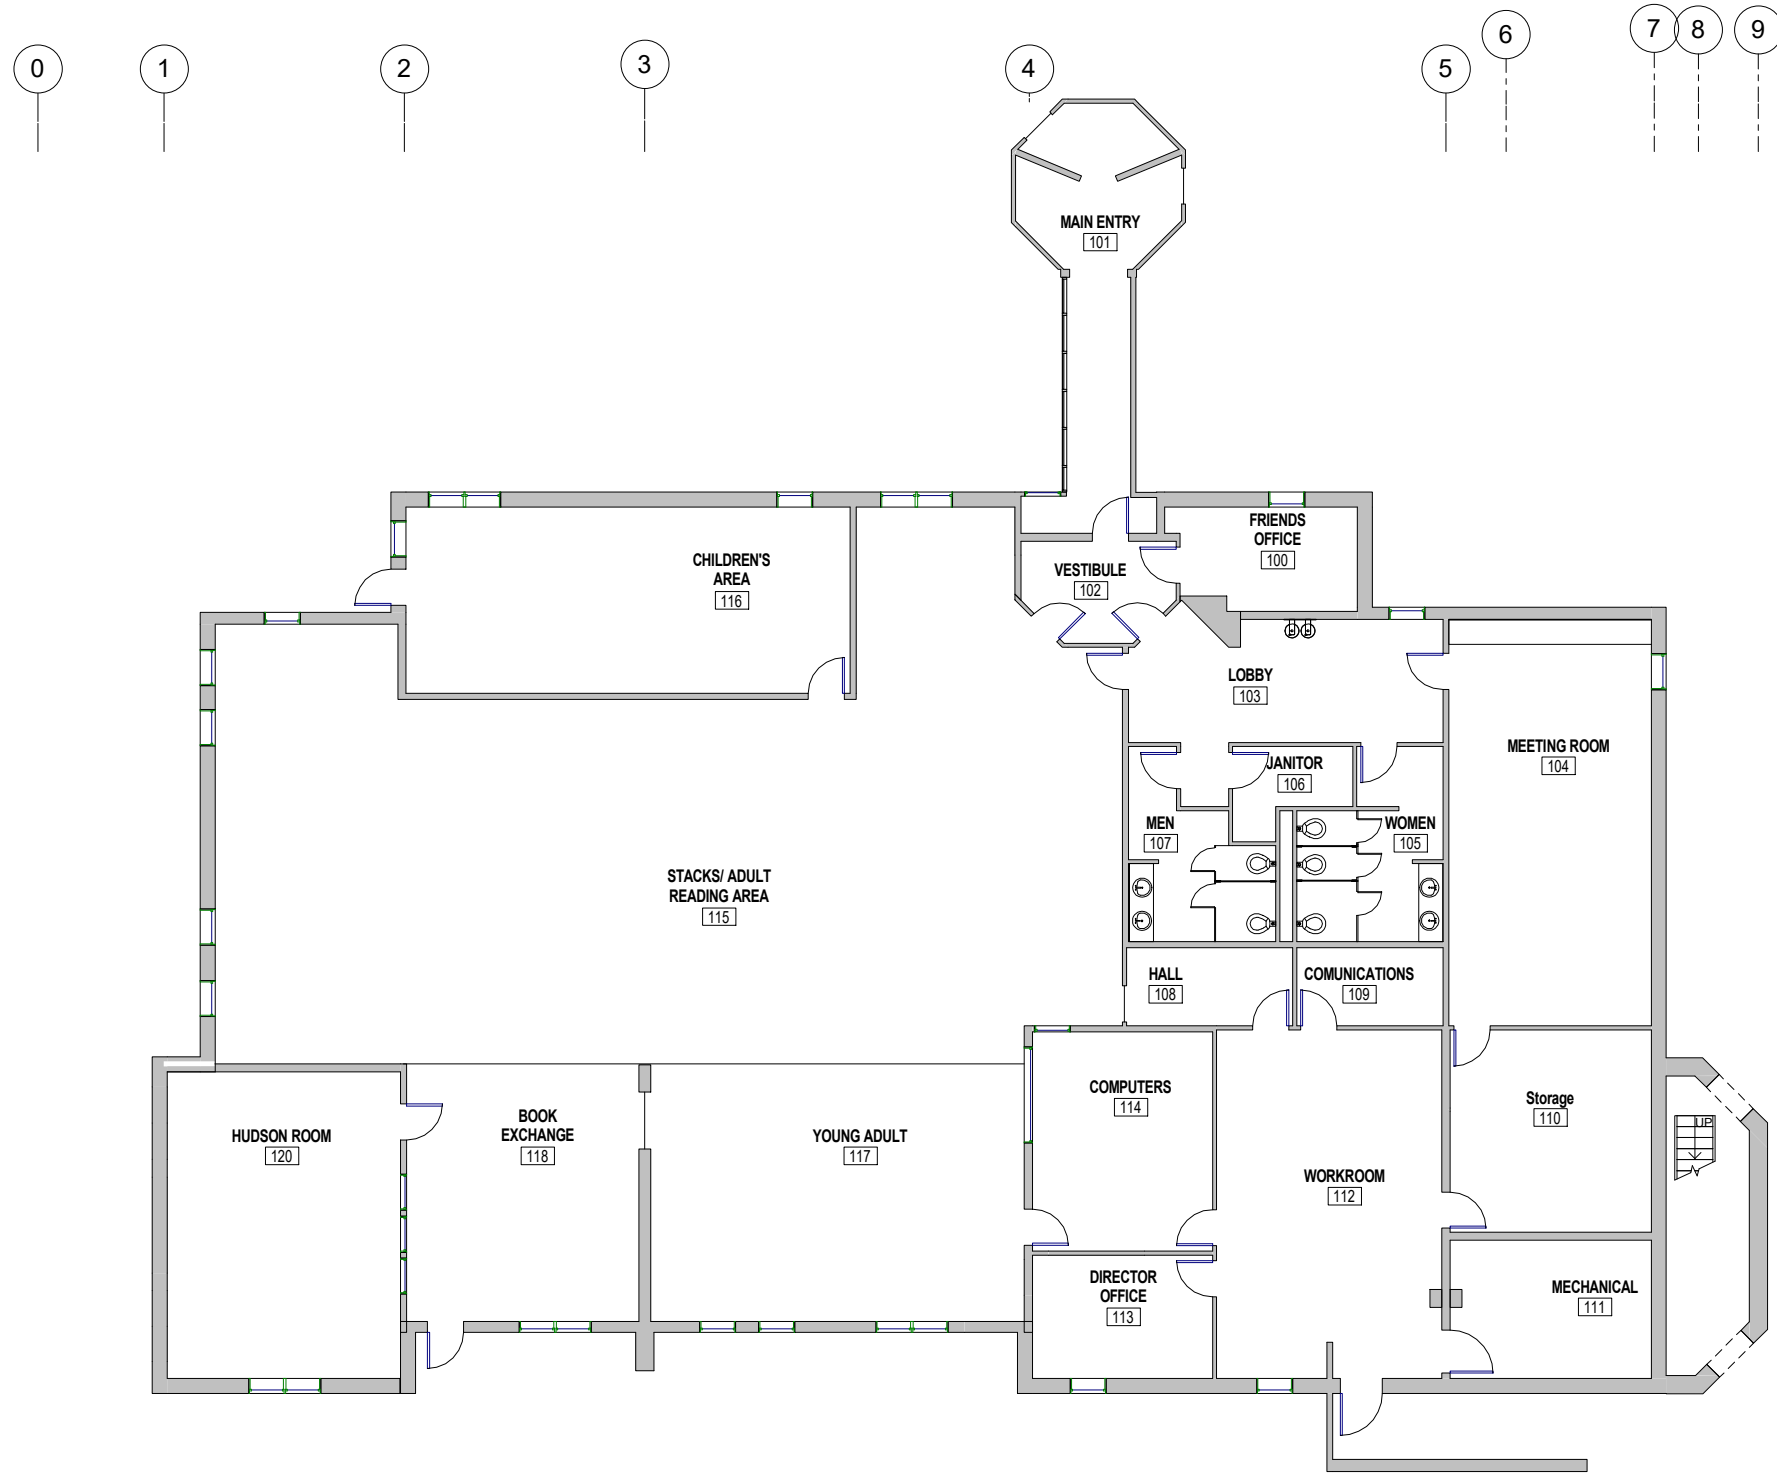 0
1
2
3
4
5
6
7
8
9
MAIN ENTRY
101
FRIENDS
OFFICE
100
CHILDREN'S
AREA
116
VESTIBULE
102
LOBBY
103
MEETING ROOM
104
JANITOR
106
MEN
107
WOMEN
105
STACKS/ ADULT
READING AREA
115
HALL
108
COMUNICATIONS
109
COMPUTERS
114
Storage
110
UP
HUDSON ROOM
120
BOOK
EXCHANGE
118
YOUNG ADULT
117
WORKROOM
112
DIRECTOR
OFFICE
113
MECHANICAL
111